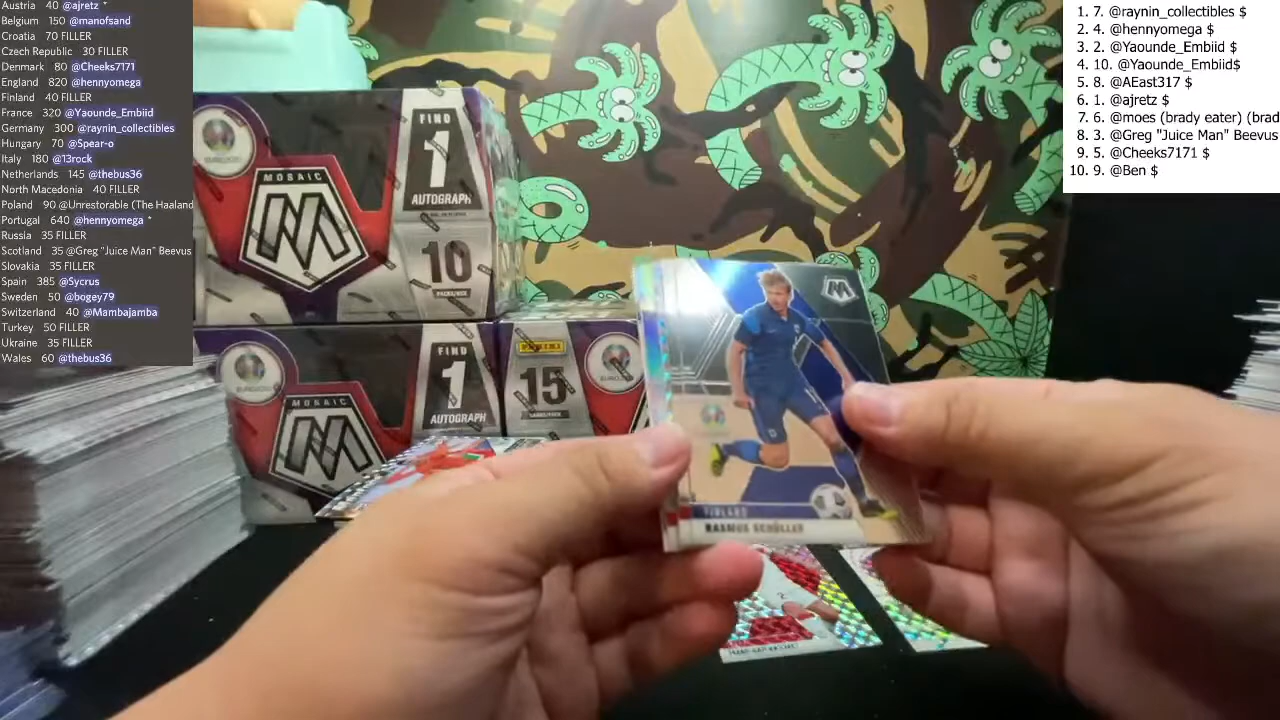 Austria 40 @ajretz *
Belgium 150 @manofsand
Croatia 70 FILLER
Czech Republic 30 FILLER
Denmark 80 @Cheeks7171
England 820 @hennyomega
Finland 40 FILLER
France 320 @Yaounde_Embiid
Germany 300 @raynin_collectibles
Hungary 70 @Spear-o
Italy 180 @13rock
Netherlands 145 @thebus36
North Macedonia 40 FILLER
Poland 90 @Unrestorable (The Haaland
Portugal 640 @hennyomega *
Russia 35 FILLER
Scotland 35 @Greg "Juice Man" Beevus
Slovakia 35 FILLER
Spain 385 @Sycrus
Sweden 50 @bogey79
Switzerland 40 @Mambajamba
Turkey 50 FILLER
Ukraine 35 FILLER
Wales 60 @thebus36
1. 7. @raynin_collectibles $
2. 4. @hennyomega $
3. 2. @Yaounde_Embiid $
4. 10. @Yaounde_Embiid$
5. 8. @AEast317 $
6. 1. @ajretz $
7. 6. @moes (brady eater) (brad
8. 3. @Greg "Juice Man" Beevus
9. 5. @Cheeks7171 $
10. 9. @Ben $
MOSAIC
FIND
1
AUTOGRAPH
10
MOSAIC
FIND
1
AUTOGRAPH
PANINI
15
FINLAND
RASMUS SCHÜLLER